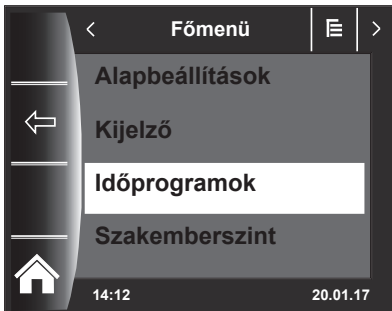 Főmenü
Alapbeállítások
Kijelző
Időprogramok
Szakemberszint
14:12 20.01.17